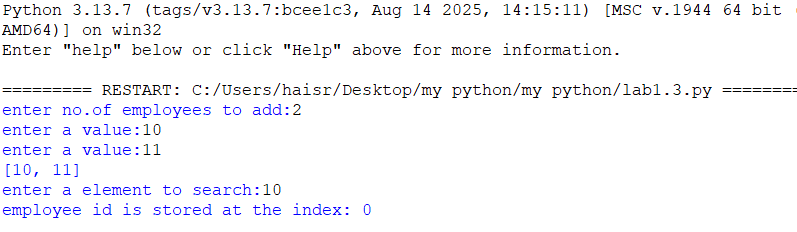 Python 3.13.7 (tags/v3.13.7:bcee1c3, Aug 14 2025, 14:15:11) [MSC v.1944 64 bit (
AMD64)] on win32
Enter "help" below or click "Help" above for more information.
========= RESTART: C:/Users/haisr/Desktop/my python/my python/lab1.3.py ========
enter no.of employees to add:2
enter a value:10
enter a value:11
[10, 11]
enter a element to search:10
employee id is stored at the index: 0